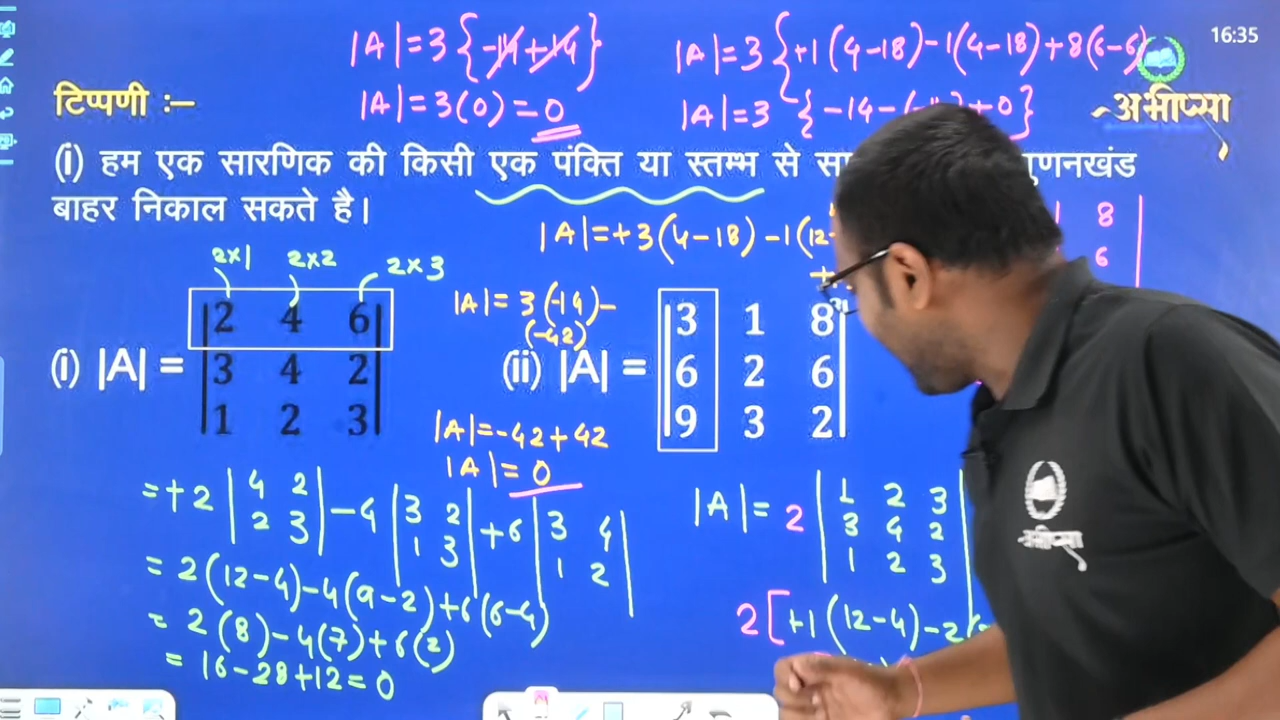 |A|=3{-14+14}
|A|=3{+1(4-18)-1(4-18)+8(6-6)
16:35
|A|=3(0)=0
|A|=3{-14-(-14)+0}
अभीप्सा
टिप्पणी :–
(i) हम एक सारणिक की किसी एक पंक्ति या स्तम्भ से
बाहर निकाल सकते है।
|A|=+3(4-18)-1(12-
8
6
2×1 2×2 2×3
|A|=3(-14)-
(-42)
(i) |A| =
2 4 6
3 4 2
1 2 3
(ii) |A| =
3 1 8
6 2 6
9 3 2
|A|=-42+42
|A|=0
=+2 |4 2| -4 |3 2| +6 |3 4|
|2 3| |1 3| |1 2|
|A|=2
1 2 3
3 4 2
1 2 3
=2(12-4)-4(9-2)+6(6-4)
=2(8)-4(7)+6(2)
=16-28+12=0
2[+1(12-4)-2(
अभीप्सा